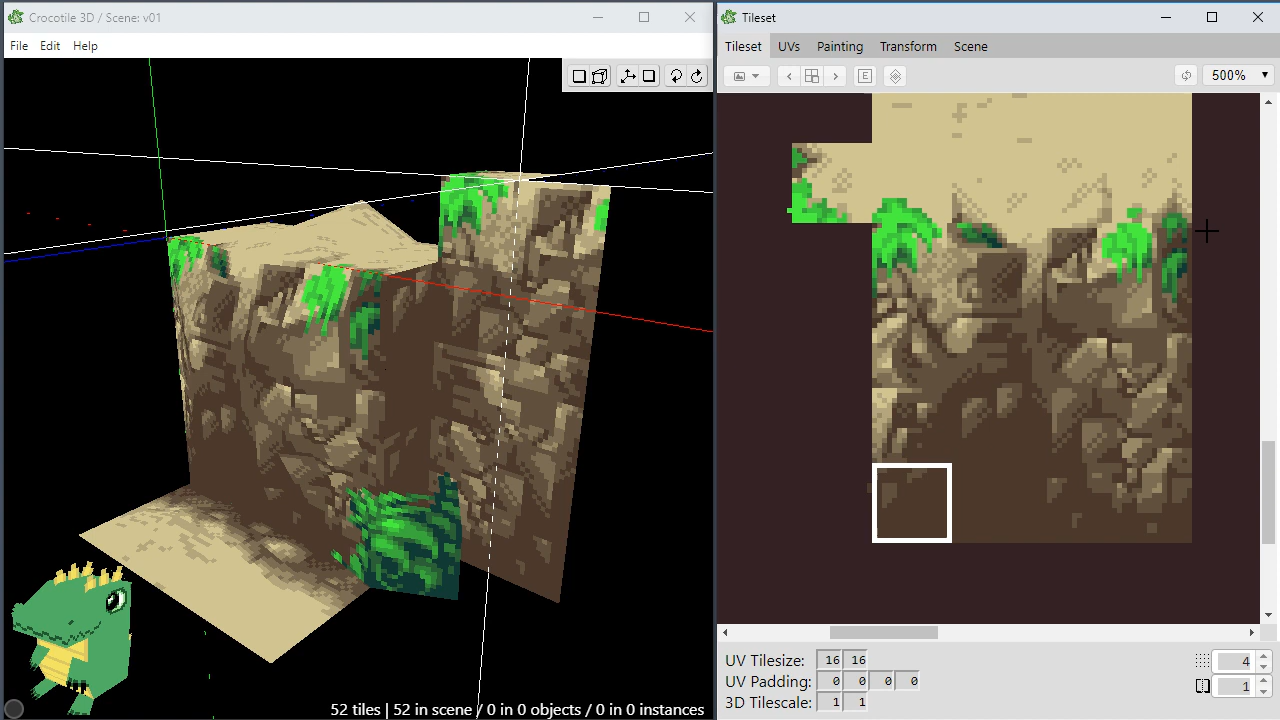 Crocotile 3D / Scene: v01
File Edit Help
52 tiles | 52 in scene / 0 in 0 objects / 0 in 0 instances
Tileset
Tileset UVs Painting Transform Scene
E 500%
UV Tilesize: 16 16
UV Padding: 0 0 0 0
3D Tilescale: 1 1
4
1